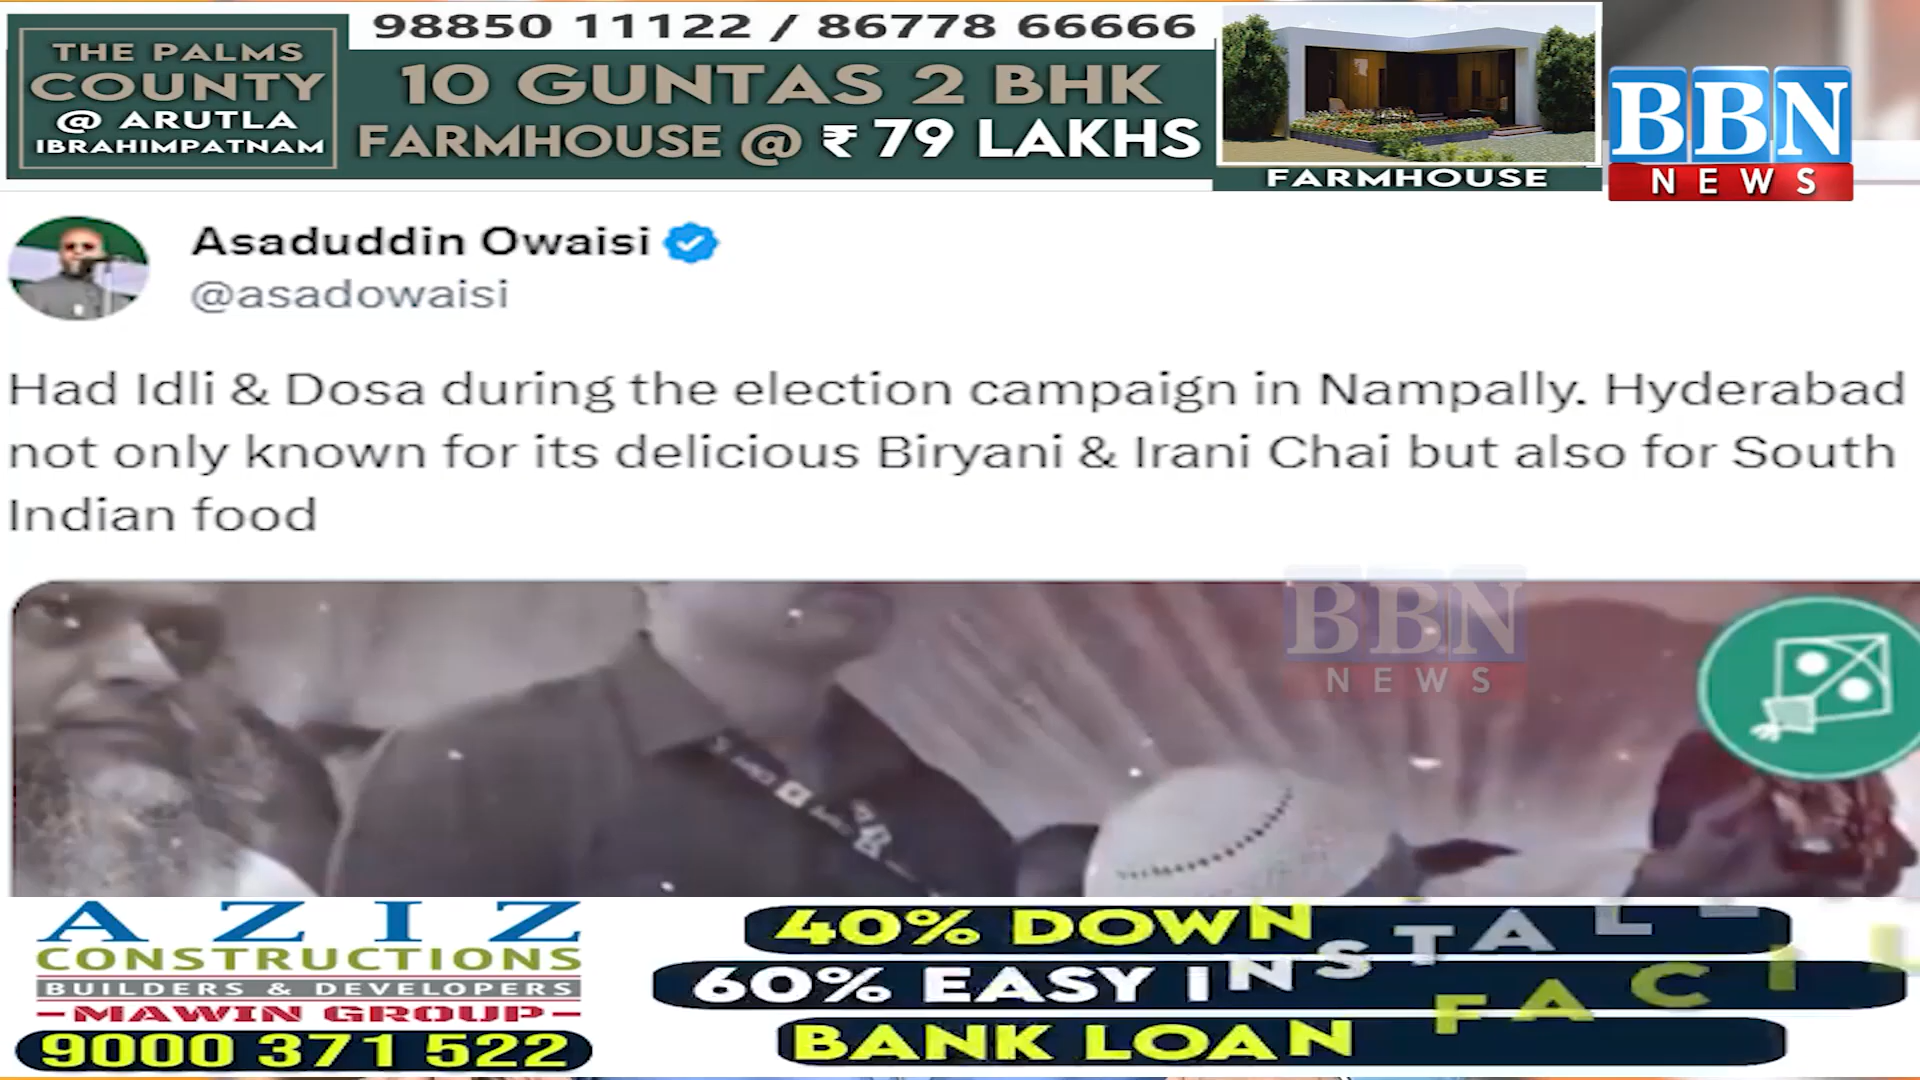 98850 11122 / 86778 66666
THE PALMS
COUNTY
@ ARUTLA
IBRAHIMPATNAM
10 GUNTAS 2 BHK
FARMHOUSE @ ₹ 79 LAKHS
FARMHOUSE
BBN
NEWS
Asaduddin Owaisi
@asadowaisi
Had Idli & Dosa during the election campaign in Nampally. Hyderabad
not only known for its delicious Biryani & Irani Chai but also for South
Indian food
BBN
NEWS
AZIZ
CONSTRUCTIONS
BUILDERS & DEVELOPERS
MAWIN GROUP
9000 371 522
40% DOWN
60% EASY INSTALL
BANK LOAN FACIL